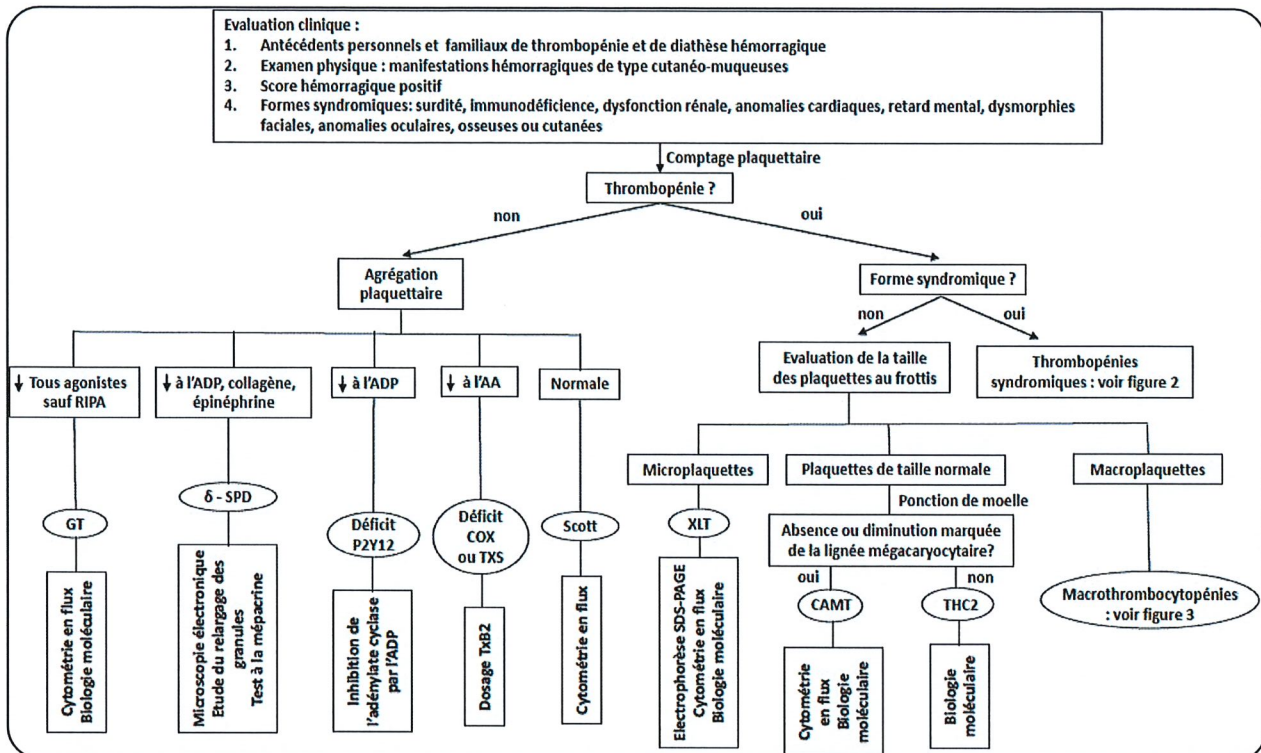 Evaluation clinique :
1. Antécédents personnels et familiaux de thrombopénie et de diathèse hémorragique
2. Examen physique : manifestations hémorragiques de type cutanéo-muqueuses
3. Score hémorragique positif
4. Formes syndromiques: surdité, immunodéficience, dysfonction rénale, anomalies cardiaques, retard mental, dysmorphies
faciales, anomalies oculaires, osseuses ou cutanées
Comptage plaquettaire
Thrombopénie ?
non
oui
Agrégation
plaquettaire
Forme syndromique ?
non
oui
Evaluation de la taille
des plaquettes au frottis
Thrombopénies
syndromiques : voir figure 2
↓ Tous agonistes
sauf RIPA
↓ à l'ADP, collagène,
épinéphrine
↓ à l'ADP
↓ à l'AA
Normale
Microplaquettes
Plaquettes de taille normale
Macroplaquettes
Ponction de moelle
GT
δ - SPD
Déficit
P2Y12
Déficit
COX
ou TXS
Scott
XLT
Absence ou diminution marquée
de la lignée mégacaryocytaire?
oui
non
CAMT
THC2
Macrothrombocytopénies
: voir figure 3
Cytométrie en flux
Biologie moléculaire
Microscopie électronique
Etude du relargage des
granules
Test à la mépacrine
Inhibition de
l'adénylate cyclase
par l'ADP
Dosage TxB2
Cytométrie en flux
Electrophorèse SDS-PAGE
Cytométrie en flux
Biologie moléculaire
Cytométrie
en flux
Biologie
moléculaire
Biologie
moléculaire